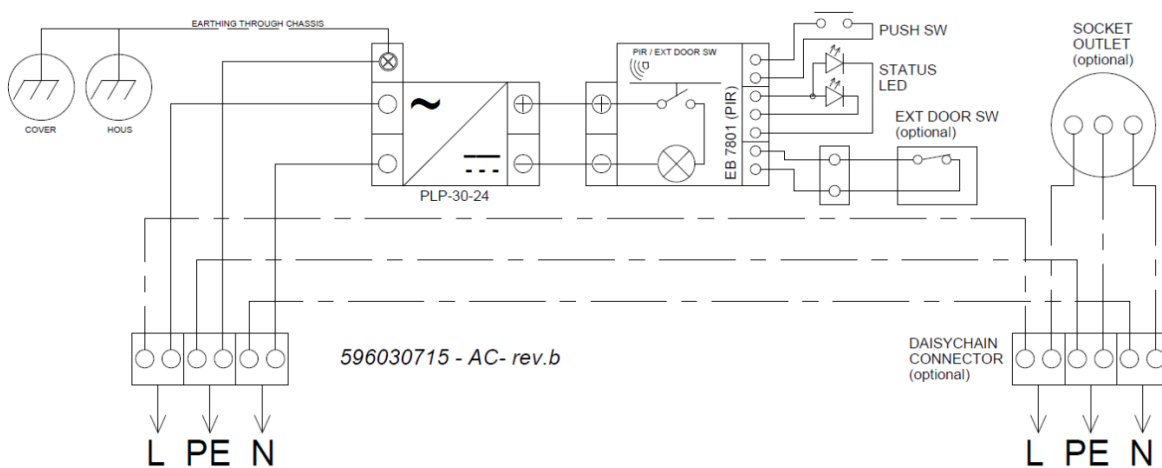 EARTHING THROUGH CHASSIS
COVER
HOUS
~
PLP-30-24
PIR / EXT DOOR SW
EB 7801 (PIR)
PUSH SW
STATUS
LED
EXT DOOR SW
(optional)
SOCKET
OUTLET
(optional)
596030715 - AC- rev.b
DAISYCHAIN
CONNECTOR
(optional)
L PE N
L PE N